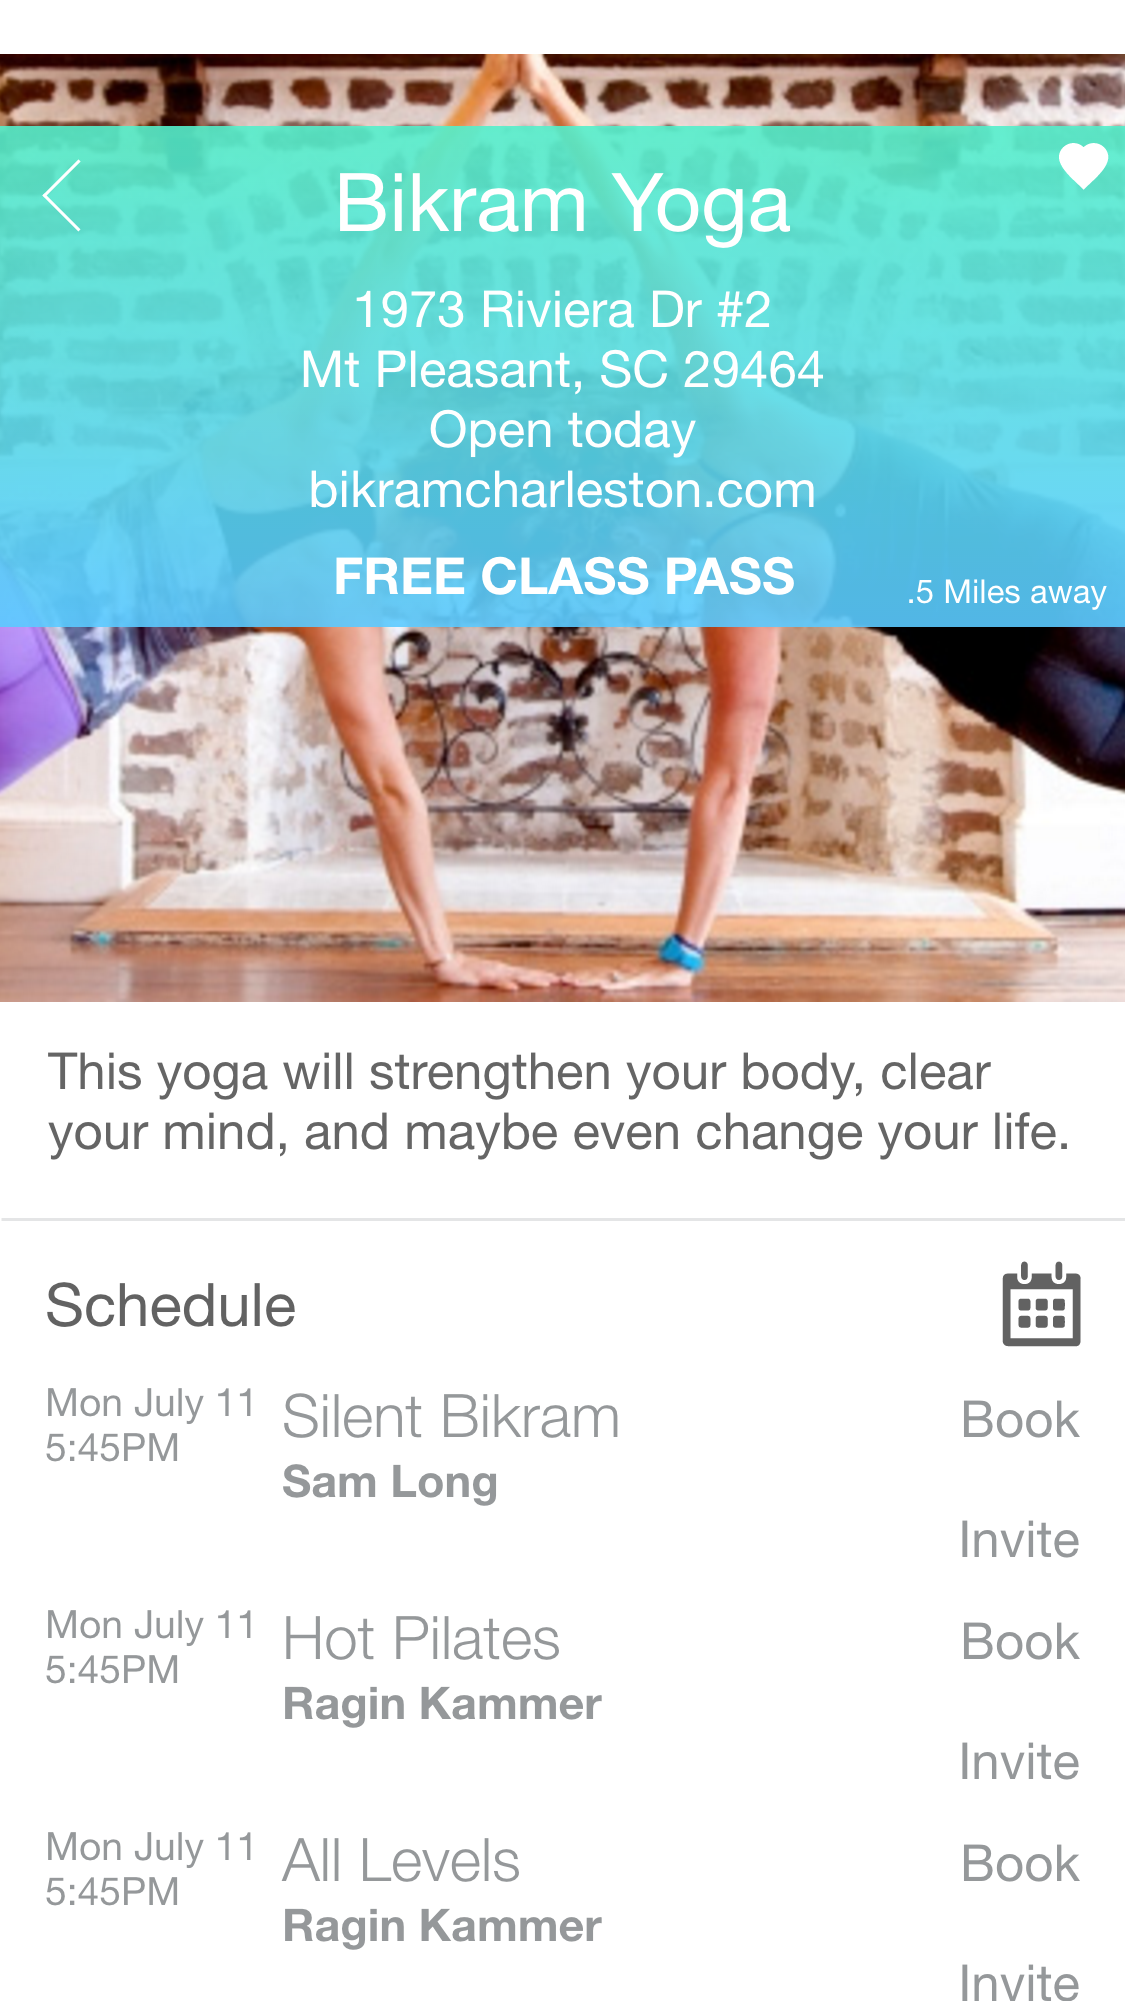 Bikram Yoga
1973 Riviera Dr #2
Mt Pleasant, SC 29464
Open today
bikramcharleston.com
FREE CLASS PASS
.5 Miles away
This yoga will strengthen your body, clear
your mind, and maybe even change your life.
Schedule
Mon July 11
5:45PM
Silent Bikram
Sam Long
Book
Invite
Mon July 11
5:45PM
Hot Pilates
Ragin Kammer
Book
Invite
Mon July 11
5:45PM
All Levels
Ragin Kammer
Book
Invite